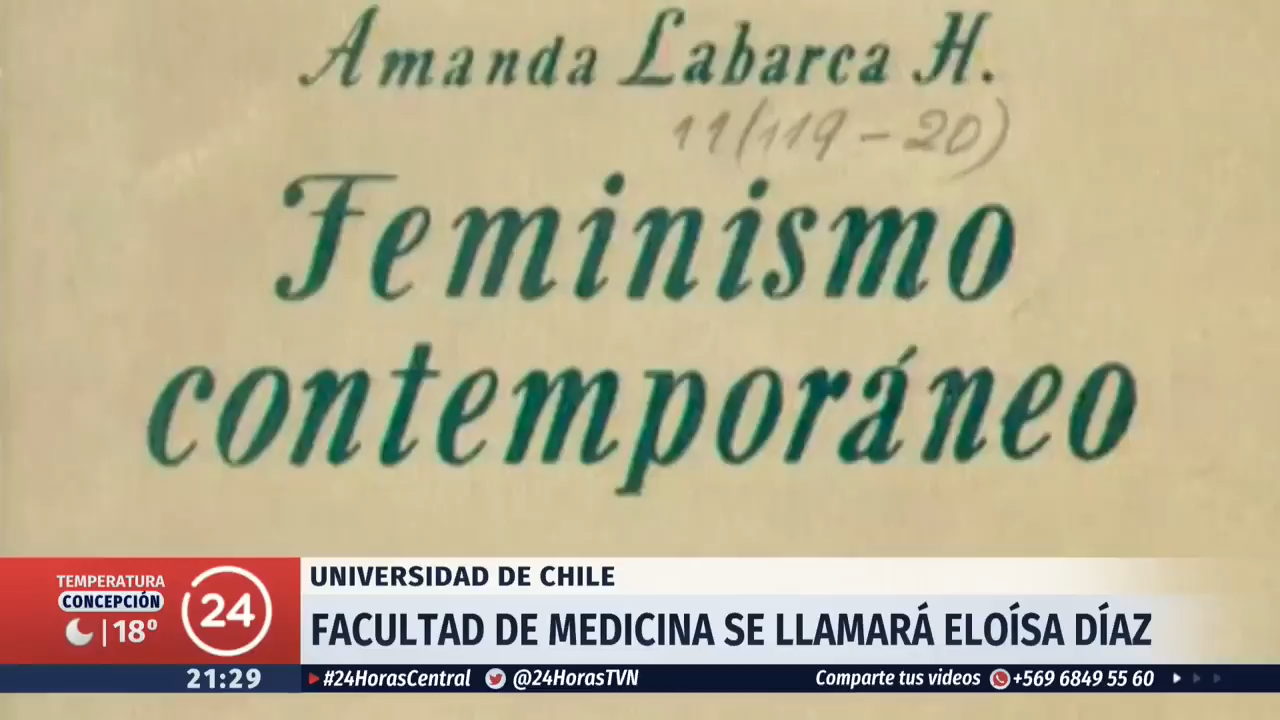 Amanda Labarca H.
11(119-20)
Feminismo
contemporáneo
TEMPERATURA
CONCEPCIÓN
18º
24
UNIVERSIDAD DE CHILE
FACULTAD DE MEDICINA SE LLAMARÁ ELOÍSA DÍAZ
21:29
#24HorasCentral @24HorasTVN Comparte tus videos +569 6849 55 60